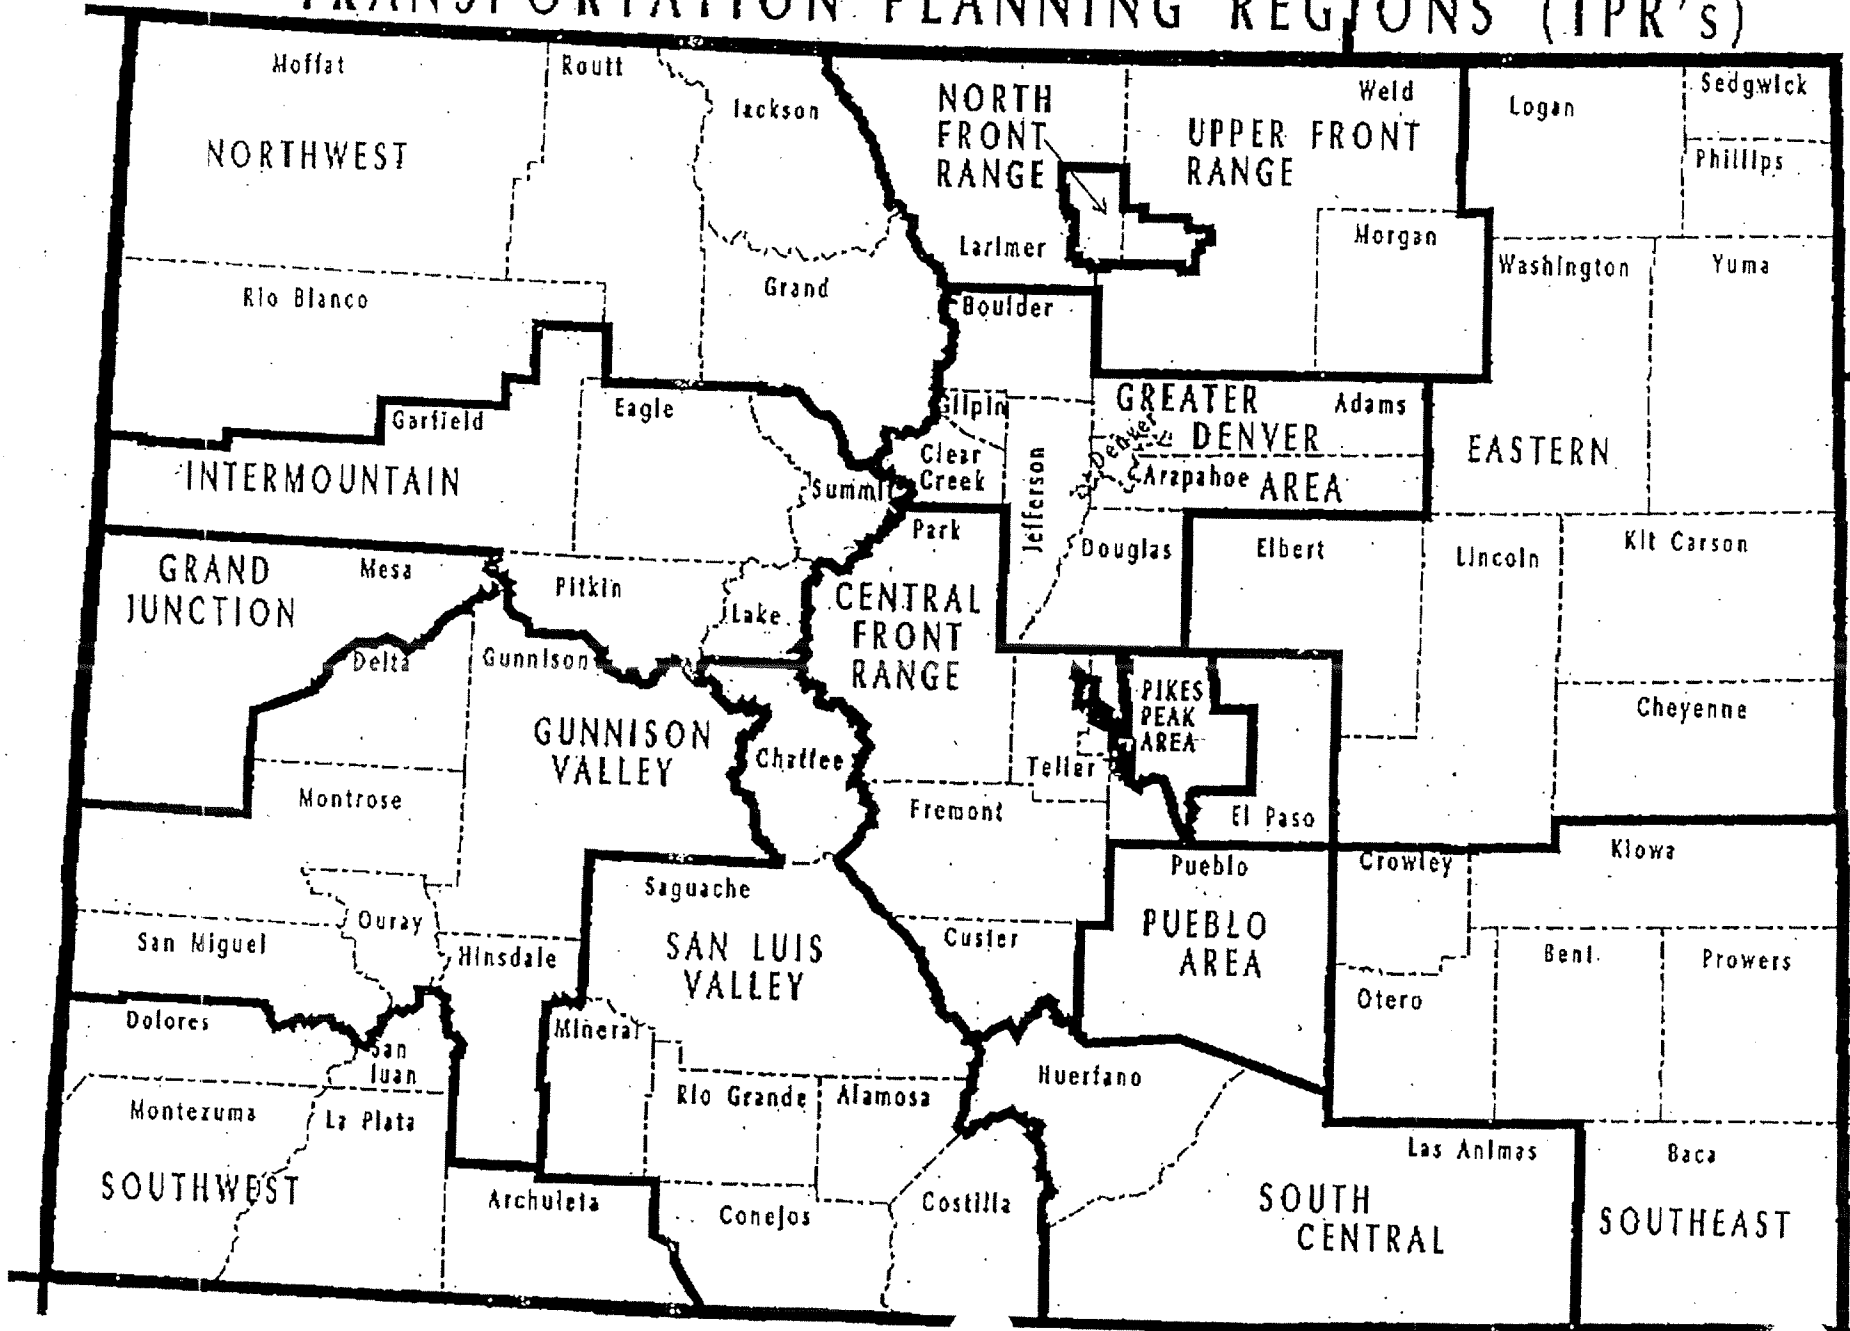 TRANSPORTATION PLANNING REGIONS (TPR's)
Moffat
Routt
Jackson
NORTH
FRONT
RANGE
Weld
UPPER FRONT
RANGE
Logan
Sedgwick
Phillips
NORTHWEST
Larimer
Morgan
Washington
Yuma
Rio Blanco
Grand
Boulder
Garfield
Eagle
Gilpin
GREATER
DENVER
AREA
Adams
Denver
Arapahoe
EASTERN
INTERMOUNTAIN
Summit
Clear
Creek
Jefferson
Park
Douglas
Elbert
Lincoln
Kit Carson
GRAND
JUNCTION
Mesa
Pitkin
Lake
CENTRAL
FRONT
RANGE
Delta
Gunnison
PIKES
PEAK
AREA
Cheyenne
GUNNISON
VALLEY
Chaffee
Teller
Montrose
Fremont
El Paso
Saguache
Pueblo
Crowley
Kiowa
Ouray
San Miguel
Hinsdale
SAN LUIS
VALLEY
Custer
PUEBLO
AREA
Bent
Prowers
Otero
Dolores
San
Juan
Mineral
Montezuma
La Plata
Rio Grande
Alamosa
Huerfano
Las Animas
Baca
SOUTHWEST
Archuleta
Conejos
Costilla
SOUTH
CENTRAL
SOUTHEAST